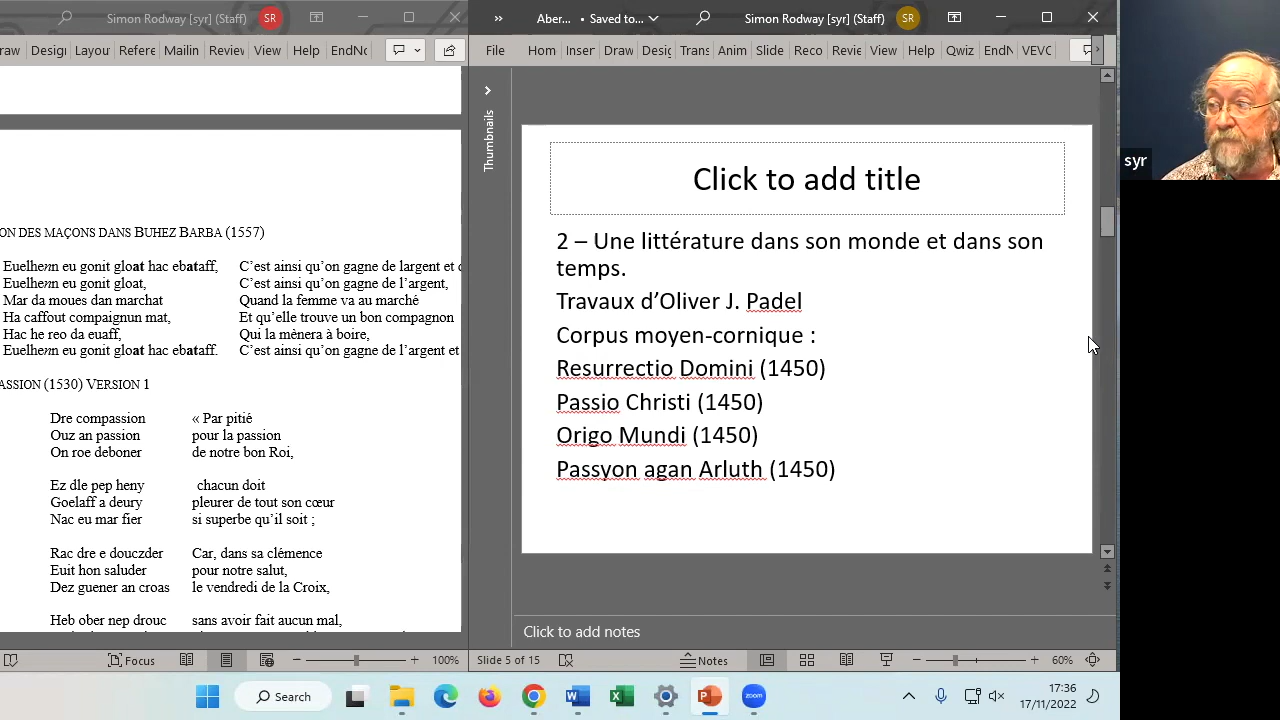 Simon Rodway [syr] (Staff) SR
raw Desigi Layou Refere Mailin Review View Help EndNo
ON DES MAÇONS DANS BUHEZ BARBA (1557)
Euelhenn eu gonit gloat hac ebataff, C’est ainsi qu’on gagne de largent et
Euelhenn eu gonit gloat, C’est ainsi qu’on gagne de l’argent,
Mar da moues dan marchat Quand la femme va au marché
Ha caffout compaignun mat, Et qu’elle trouve un bon compagnon
Hac he reo da euaff, Qui la mènera à boire,
Euelhenn eu gonit gloat hac ebataff. C’est ainsi qu’on gagne de l’argent et
ASSION (1530) VERSION 1
Dre compassion « Par pitié
Ouz an passion pour la passion
On roe deboner de notre bon Roi,
Ez dle pep heny chacun doit
Goelaff a deury pleurer de tout son cœur
Nac eu mar fier si superbe qu’il soit ;
Rac dre e douczder Car, dans sa clémence
Euit hon saluder pour notre salut,
Dez guener an croas le vendredi de la Croix,
Heb ober nep drouc sans avoir fait aucun mal,
Focus 100%
Aber... • Saved to... Simon Rodway [syr] (Staff) SR
File Hom Inser Draw Desig Trans Anim Slide Reco Revie View Help Qwiz EndN VEVC
Thumbnails
Click to add title
2 – Une littérature dans son monde et dans son
temps.
Travaux d’Oliver J. Padel
Corpus moyen-cornique :
Resurrectio Domini (1450)
Passio Christi (1450)
Origo Mundi (1450)
Passyon agan Arluth (1450)
Click to add notes
Slide 5 of 15 Notes 60%
syr
Search zoom 17:36
17/11/2022